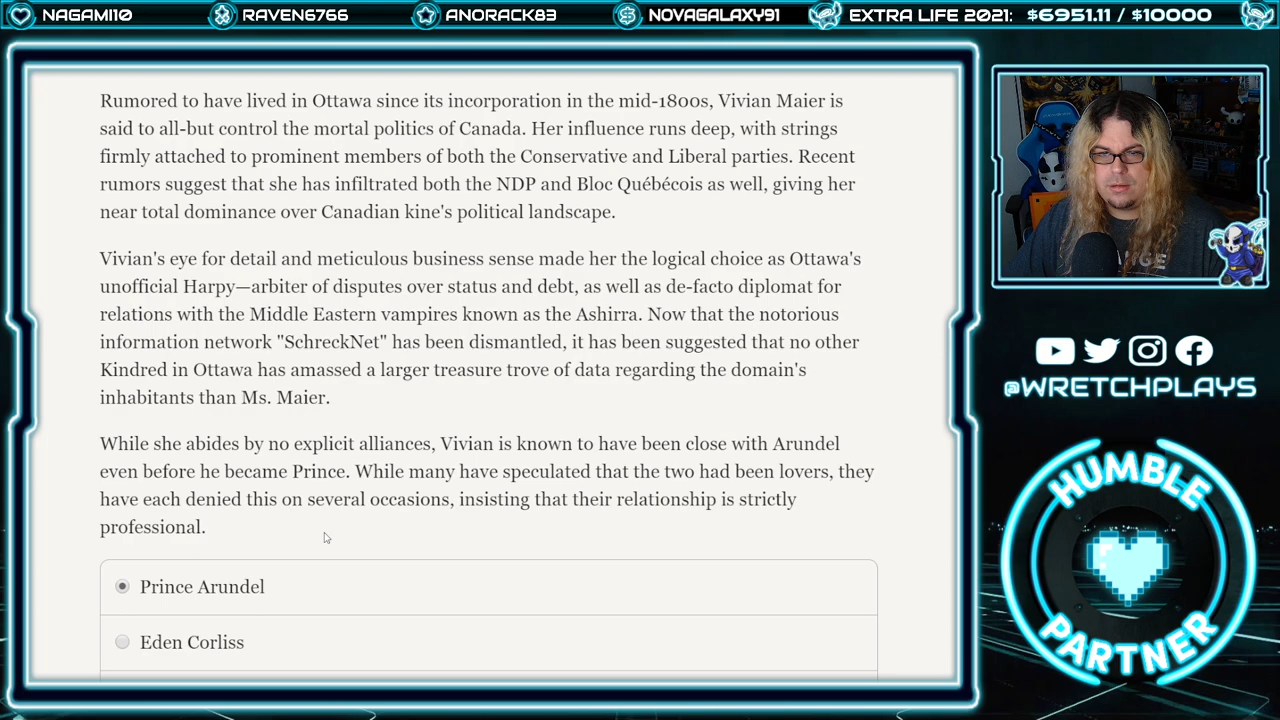 NAGAMI10 RAVEN6766 ANORACK83 NOVAGALAXY91 EXTRA LIFE 2021: $6951.11 / $10000
Rumored to have lived in Ottawa since its incorporation in the mid-1800s, Vivian Maier is
said to all-but control the mortal politics of Canada. Her influence runs deep, with strings
firmly attached to prominent members of both the Conservative and Liberal parties. Recent
rumors suggest that she has infiltrated both the NDP and Bloc Québécois as well, giving her
near total dominance over Canadian kine's political landscape.
Vivian's eye for detail and meticulous business sense made her the logical choice as Ottawa's
unofficial Harpy—arbiter of disputes over status and debt, as well as de-facto diplomat for
relations with the Middle Eastern vampires known as the Ashirra. Now that the notorious
information network "SchreckNet" has been dismantled, it has been suggested that no other
Kindred in Ottawa has amassed a larger treasure trove of data regarding the domain's
inhabitants than Ms. Maier.
While she abides by no explicit alliances, Vivian is known to have been close with Arundel
even before he became Prince. While many have speculated that the two had been lovers, they
have each denied this on several occasions, insisting that their relationship is strictly
professional.
Prince Arundel
Eden Corliss
@WRETCHPLAYS
HUMBLE
PARTNER